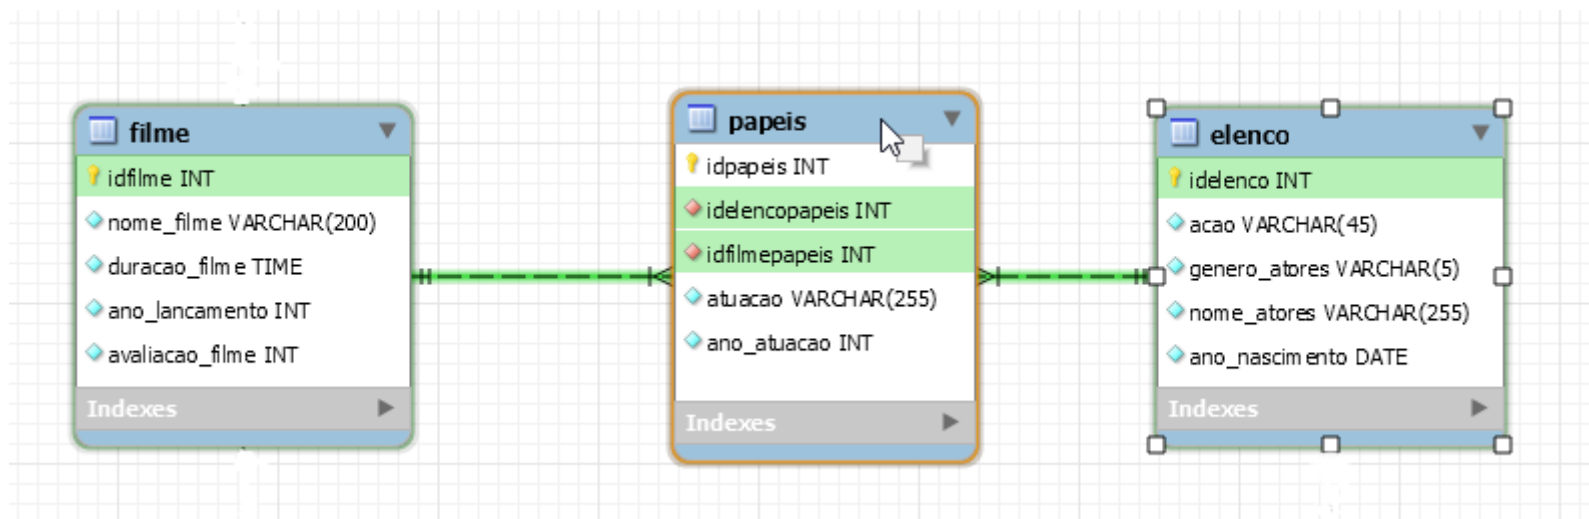 filme
idfilme INT
nome_filme VARCHAR(200)
duracao_filme TIME
ano_lancamento INT
avaliacao_filme INT
Indexes
papeis
idpapeis INT
idelencopapeis INT
idfilmepapeis INT
atuacao VARCHAR(255)
ano_atuacao INT
Indexes
elenco
idelenco INT
acao VARCHAR(45)
genero_atores VARCHAR(5)
nome_atores VARCHAR(255)
ano_nascimento DATE
Indexes